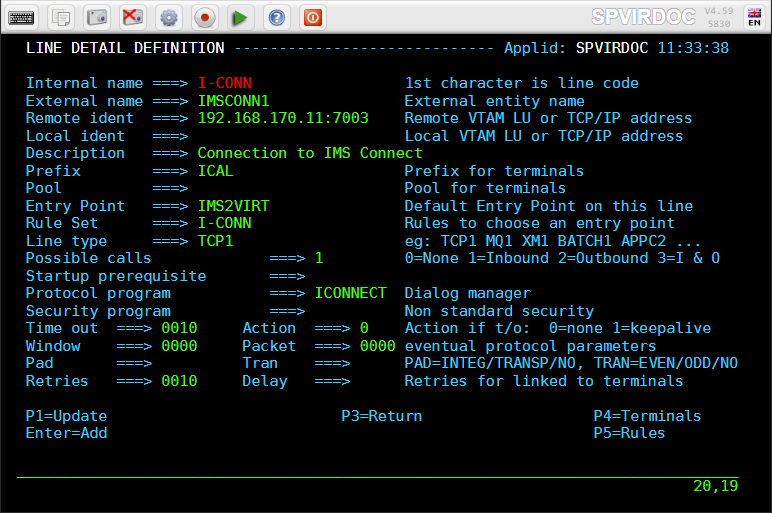 SPVIRDOC V4.59 5830 EN
LINE DETAIL DEFINITION ----------------------------- Applid: SPVIRDOC 11:33:38
Internal name ===> I-CONN 1st character is line code
External name ===> IMSCONN1 External entity name
Remote ident ===> 192.168.170.11:7003 Remote VTAM LU or TCP/IP address
Local ident ===> Local VTAM LU or TCP/IP address
Description ===> Connection to IMS Connect
Prefix ===> ICAL Prefix for terminals
Pool ===> Pool for terminals
Entry Point ===> IMS2VIRT Default Entry Point on this line
Rule Set ===> I-CONN Rules to choose an entry point
Line type ===> TCP1 eg: TCP1 MQ1 XM1 BATCH1 APPC2 ...
Possible calls ===> 1 0=None 1=Inbound 2=Outbound 3=I & O
Startup prerequisite ===>
Protocol program ===> ICONNECT Dialog manager
Security program ===> Non standard security
Time out ===> 0010 Action ===> 0 Action if t/o: 0=none 1=keepalive
Window ===> 0000 Packet ===> 0000 eventual protocol parameters
Pad ===> Tran ===> PAD=INTEG/TRANSP/NO, TRAN=EVEN/ODD/NO
Retries ===> 0010 Delay ===> Retries for linked to terminals
P1=Update P3=Return P4=Terminals
Enter=Add P5=Rules
20,19